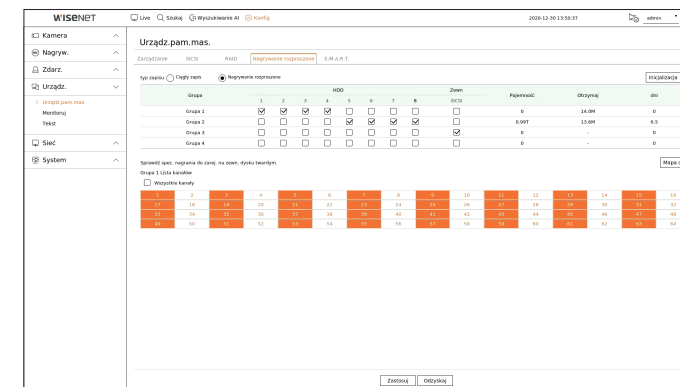 WISENET
Live Szukaj Wyszukiwanie AI Konfig 2020-12-30 13:50:37 admin
Kamera
Nagryw.
Zdarz.
Urządz.
Urządz.pam.mas.
Monitoruj
Tekst
Sieć
System
Urządz.pam.mas.
Zarządzanie iSCSI RAID Nagrywanie rozproszone S.M.A.R.T
Typ zapisu Ciągły zapis Nagrywanie rozproszone Inicjalizacja
Grupa HDD Zewn Pojemność Otrzymaj dni
1 2 3 4 5 6 7 8 iSCSI
Grupa 1 0 14.0M 0
Grupa 2 0.99T 13.6M 6.5
Grupa 3 0 - 0
Grupa 4 0 - 0
Sprawdź spec. nagrania do zarej. na zewn. dysku twardym. Mapa d
Grupa 1 Lista kanałów
Wszystkie kanały
1 2 3 4 5 6 7 8 9 10 11 12 13 14 15 16
17 18 19 20 21 22 23 24 25 26 27 28 29 30 31 32
33 34 35 36 37 38 39 40 41 42 43 44 45 46 47 48
49 50 51 52 53 54 55 56 57 58 59 60 61 62 63 64
Zastosuj Odzyskaj